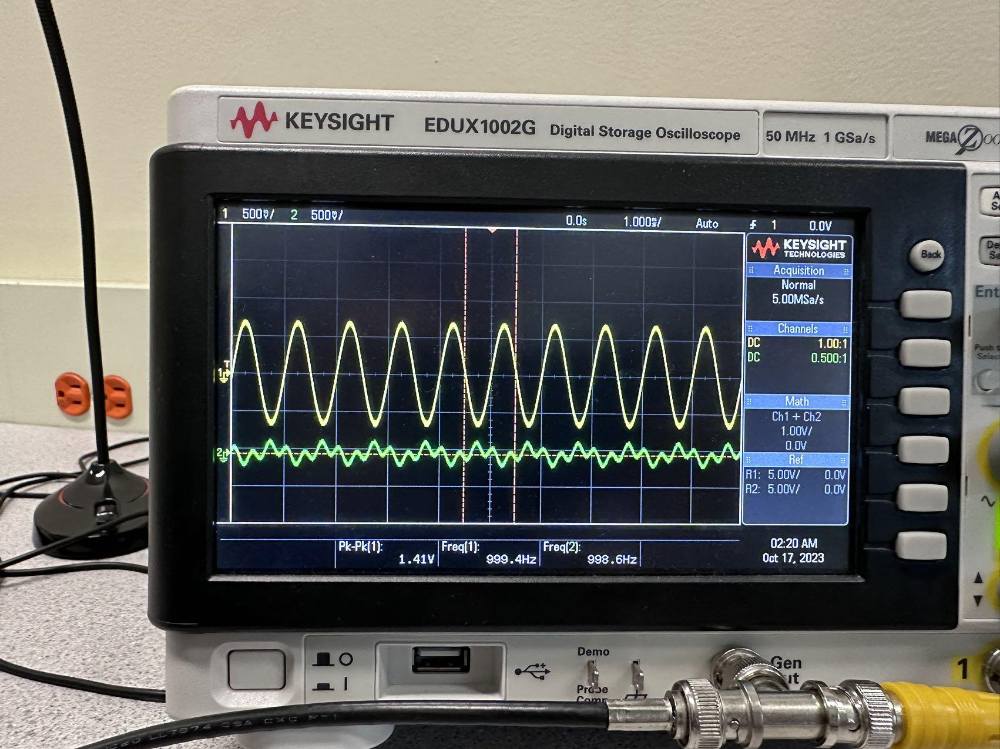 KEYSIGHT EDUX1002G Digital Storage Oscilloscope 50 MHz 1 GSa/s MEGA
1 500mV/ 2 500mV/ 0.0s 1.000ms/ Auto 1 0.0V
KEYSIGHT
TECHNOLOGIES
Acquisition
Normal
5.00MSa/s
Channels
DC 1.00:1
DC 0.500:1
Math
Ch1 + Ch2
1.00V/
0.0V
Ref
R1: 5.00V/ 0.0V
R2: 5.00V/ 0.0V
T
1
2
Pk-Pk(1):
1.41V
Freq(1):
999.4Hz
Freq(2):
998.6Hz
02:20 AM
Oct 17, 2023
Back
Push
Demo
Probe
Comp
Gen
1
CSA